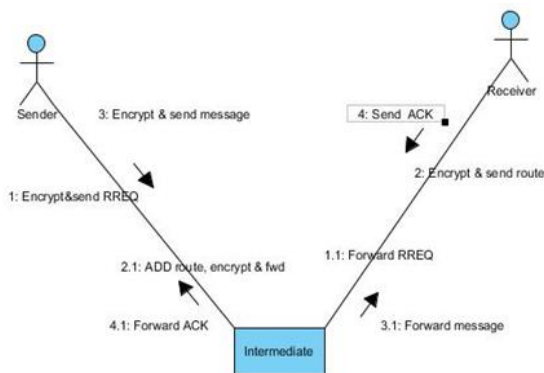 Sender
Receiver
3: Encrypt & send message
4: Send ACK
2: Encrypt & send route
1: Encrypt&send RREQ
1.1: Forward RREQ
2.1: ADD route, encrypt & fwd
4.1: Forward ACK
3.1: Forward message
Intermediate